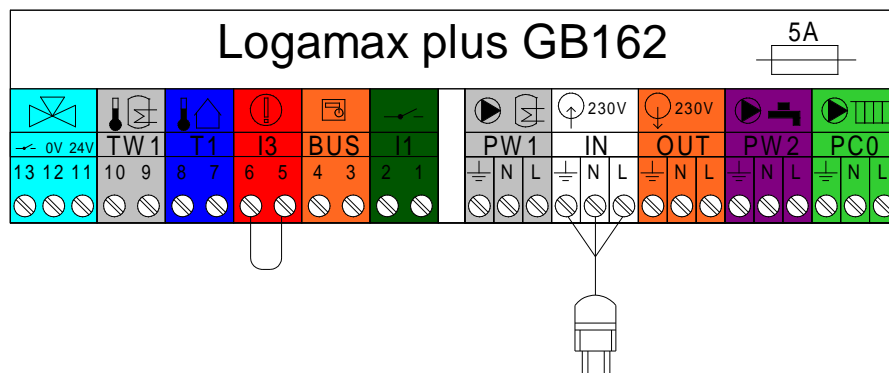 Logamax plus GB162
5A
230V 230V
0V 24V TW1 T1 I3 BUS I1 PW1 IN OUT PW2 PC0
13 12 11 10 9 8 7 6 5 4 3 2 1 N L N L N L N L N L